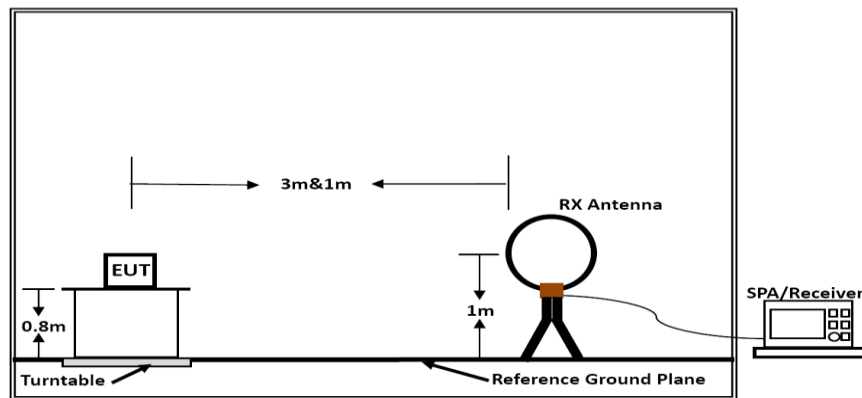 3m&1m
RX Antenna
EUT
SPA/Receiver
0.8m
1m
Turntable
Reference Ground Plane